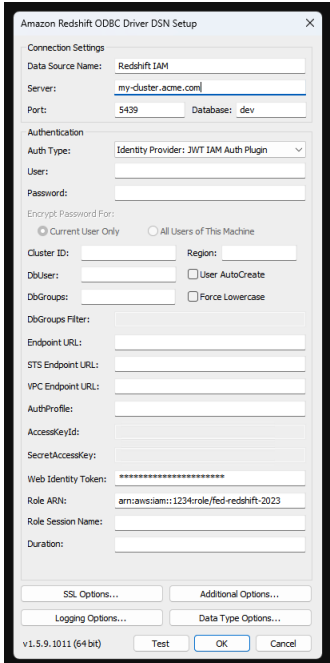 Amazon Redshift ODBC Driver DSN Setup
Connection Settings
Data Source Name: Redshift IAM
Server: my-cluster.acme.com
Port: 5439 Database: dev
Authentication
Auth Type: Identity Provider: JWT IAM Auth Plugin
User:
Password:
Encrypt Password For:
Current User Only All Users of This Machine
Cluster ID: Region:
DbUser: User AutoCreate
DbGroups: Force Lowercase
DbGroups Filter:
Endpoint URL:
STS Endpoint URL:
VPC Endpoint URL:
AuthProfile:
AccessKeyId:
SecretAccessKey:
Web Identity Token: **********************
Role ARN: arn:aws:iam::1234:role/fed-redshift-2023
Role Session Name:
Duration:
SSL Options... Additional Options...
Logging Options... Data Type Options...
v1.5.9.1011 (64 bit) Test OK Cancel